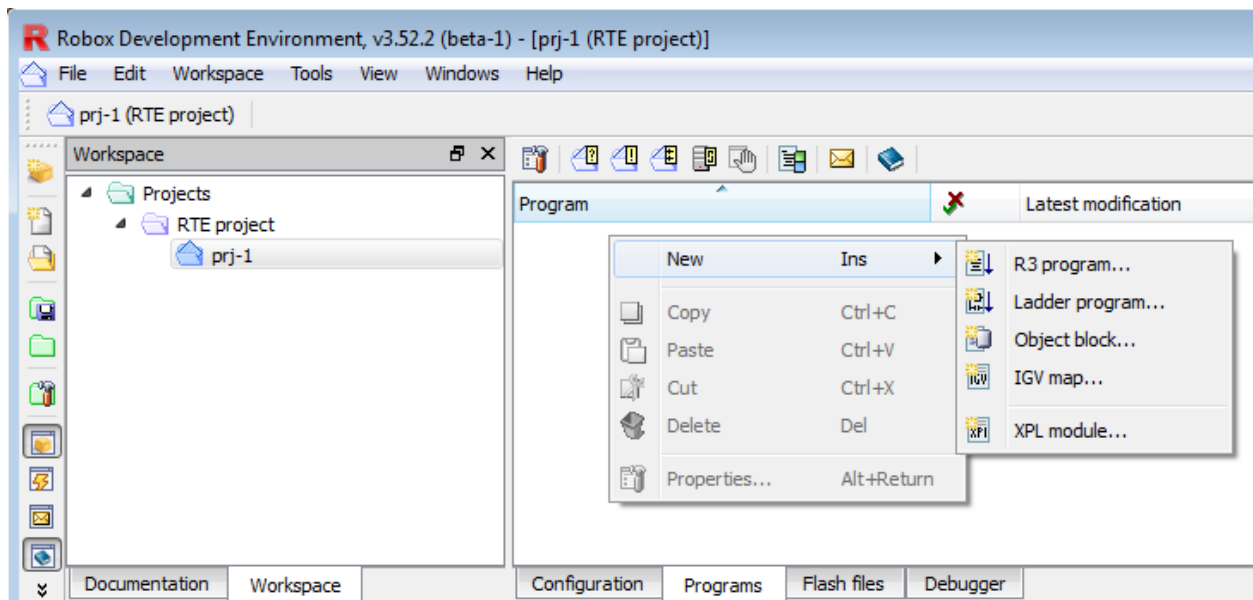 Robox Development Environment, v3.52.2 (beta-1) - [prj-1 (RTE project)]
File Edit Workspace Tools View Windows Help
prj-1 (RTE project)
Workspace
Projects
RTE project
prj-1
Program Latest modification
New Ins
Copy Ctrl+C
Paste Ctrl+V
Cut Ctrl+X
Delete Del
Properties... Alt+Return
R3 program...
Ladder program...
Object block...
IGV IGV map...
XPL XPL module...
Documentation Workspace
Configuration Programs Flash files Debugger